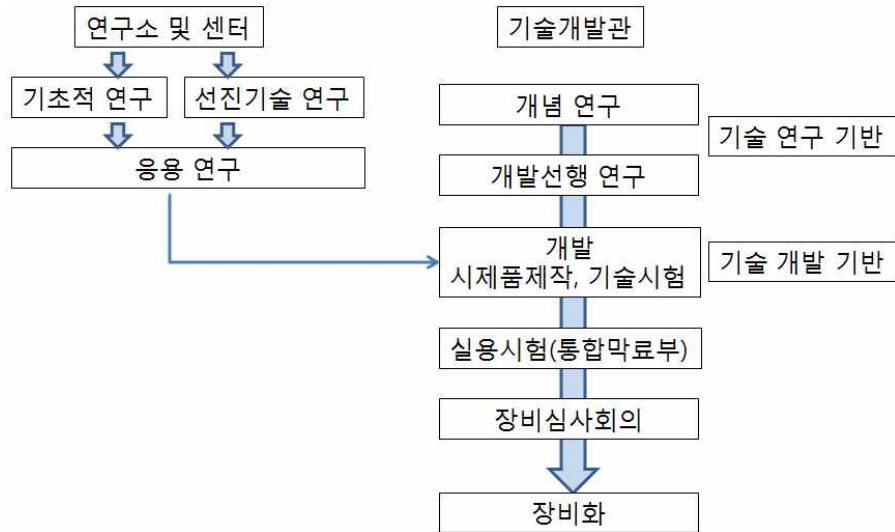 연구소 및 센터
기초적 연구
선진기술 연구
응용 연구
기술개발관
개념 연구
기술 연구 기반
개발선행 연구
개발
시제품제작, 기술시험
기술 개발 기반
실용시험(통합막료부)
장비심사회의
장비화